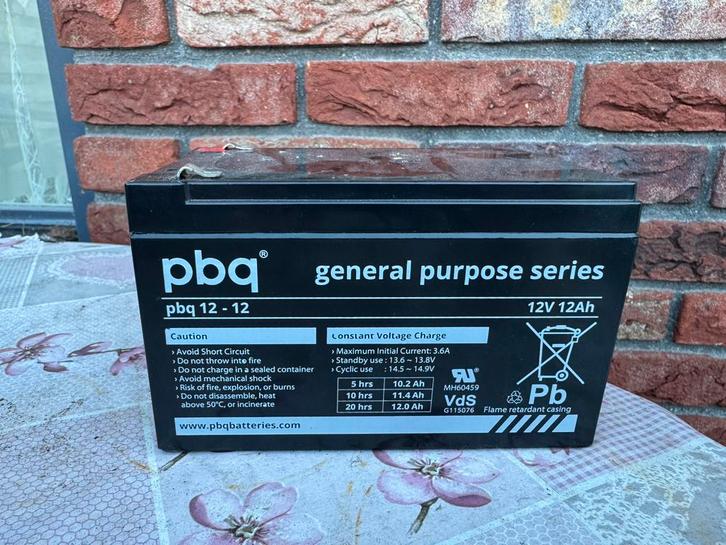 pbq®
general purpose series
pbq 12 - 12
12V 12Ah
Caution
› Avoid Short Circuit
› Do not throw into fire
› Do not charge in a sealed container
› Avoid mechanical shock
› Risk of fire, explosion, or burns
› Do not disassemble, heat
above 50°C, or incinerate
Constant Voltage Charge
› Maximum Initial Current: 3.6A
› Standby use : 13.6 ~ 13.8V
› Cyclic use : 14.5 ~ 14.9V
5 hrs 10.2 Ah
10 hrs 11.4 Ah
20 hrs 12.0 Ah
MH60459
VdS
G115076
Pb
Flame retardant casing
www.pbqbatteries.com